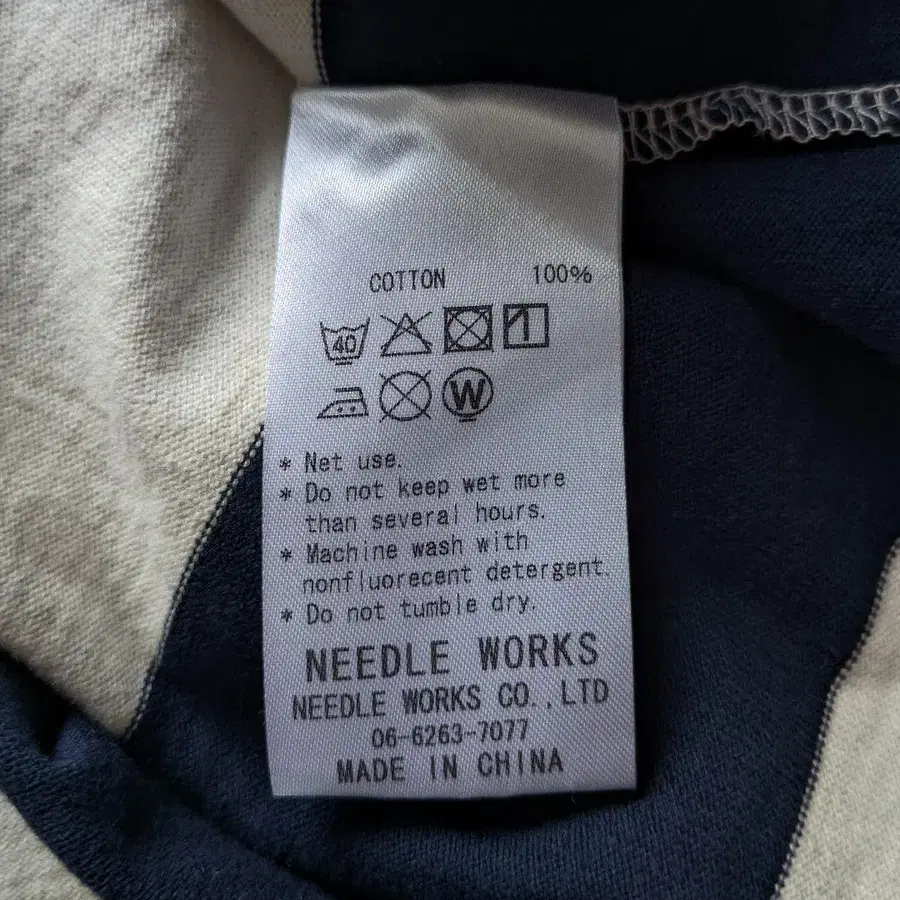 COTTON 100%
40
W
* Net use.
* Do not keep wet more
than several hours.
* Machine wash with
nonfluorecent detergent.
* Do not tumble dry.
NEEDLE WORKS
NEEDLE WORKS CO.,LTD
06-6263-7077
MADE IN CHINA